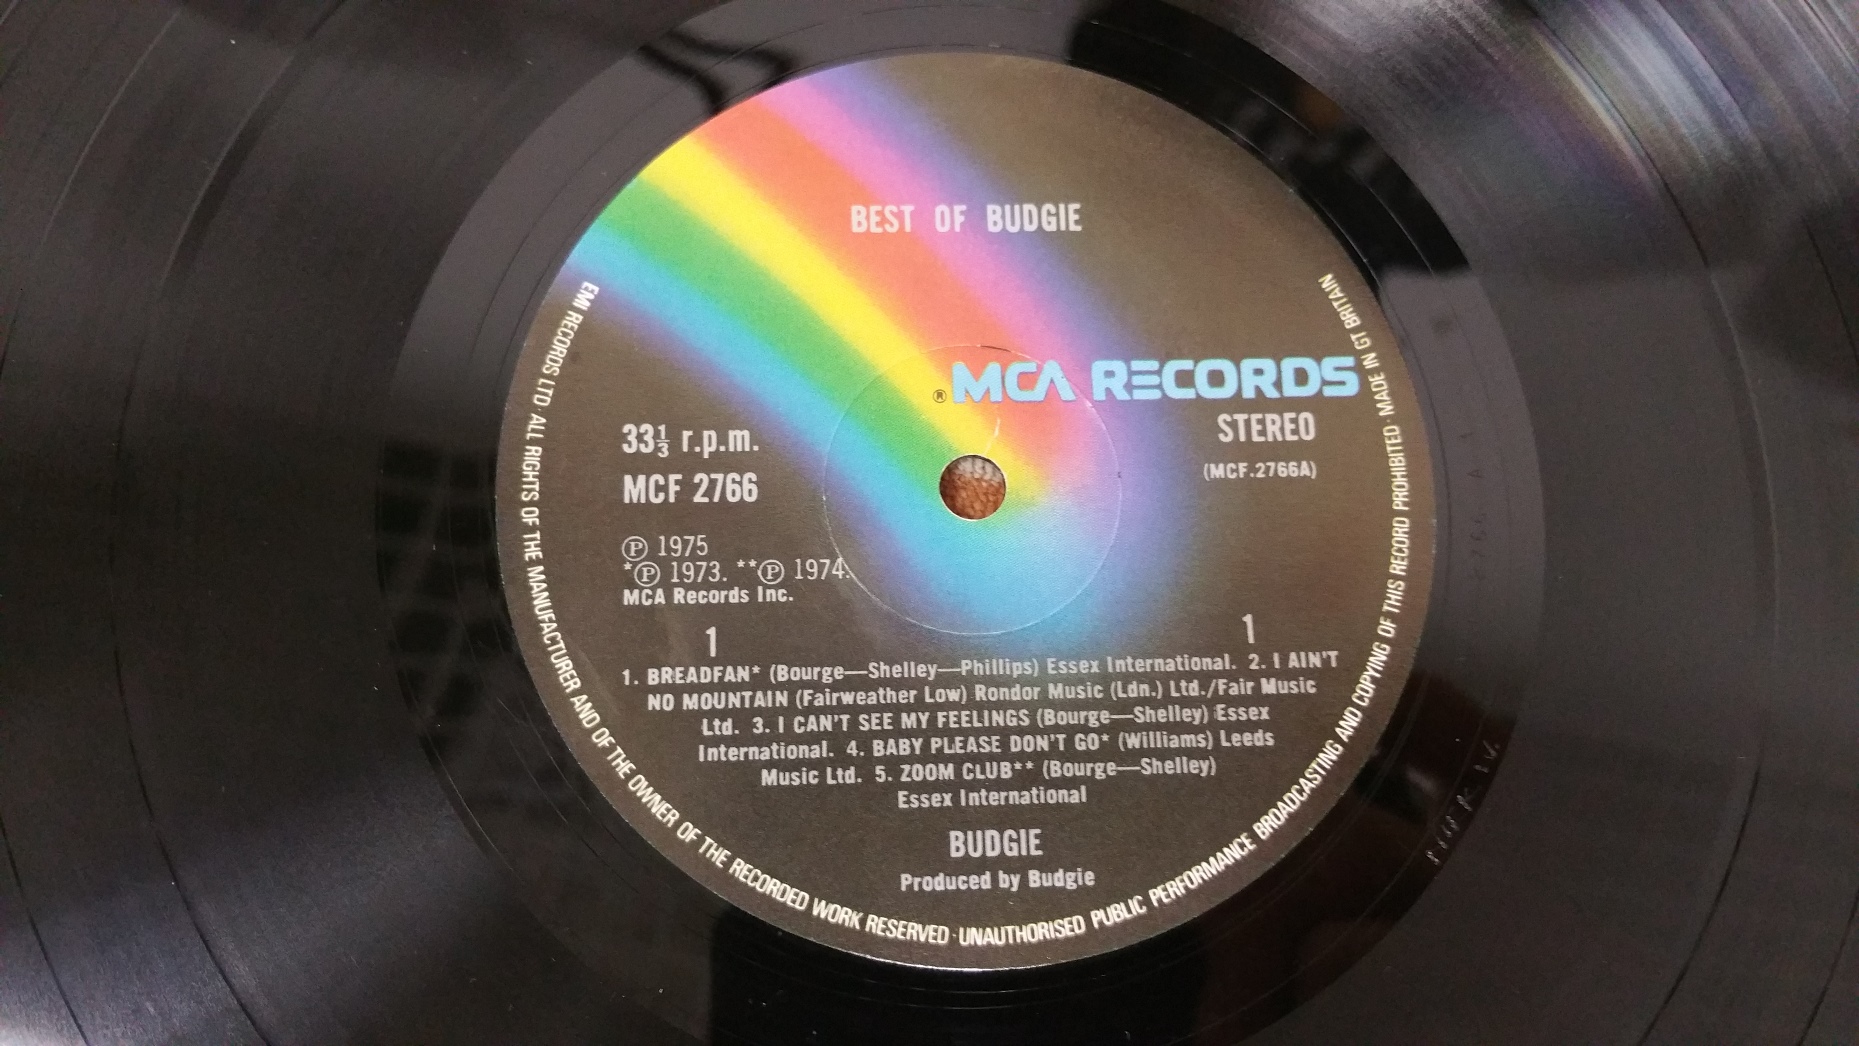 BEST OF BUDGIE
® MCA RECORDS
STEREO
(MCF.2766A)
33⅓ r.p.m.
MCF 2766
Ⓟ 1975
*Ⓟ 1973. **Ⓟ 1974.
MCA Records Inc.
1 1
1. BREADFAN* (Bourge—Shelley—Phillips) Essex International. 2. I AIN'T
NO MOUNTAIN (Fairweather Low) Rondor Music (Ldn.) Ltd./Fair Music
Ltd. 3. I CAN'T SEE MY FEELINGS (Bourge—Shelley) Essex
International. 4. BABY PLEASE DON'T GO* (Williams) Leeds
Music Ltd. 5. ZOOM CLUB** (Bourge—Shelley)
Essex International
BUDGIE
Produced by Budgie
EMI RECORDS LTD · ALL RIGHTS OF THE MANUFACTURER AND OF THE OWNER OF THE RECORDED WORK RESERVED · UNAUTHORISED PUBLIC PERFORMANCE BROADCASTING AND COPYING OF THIS RECORD PROHIBITED · MADE IN GT BRITAIN